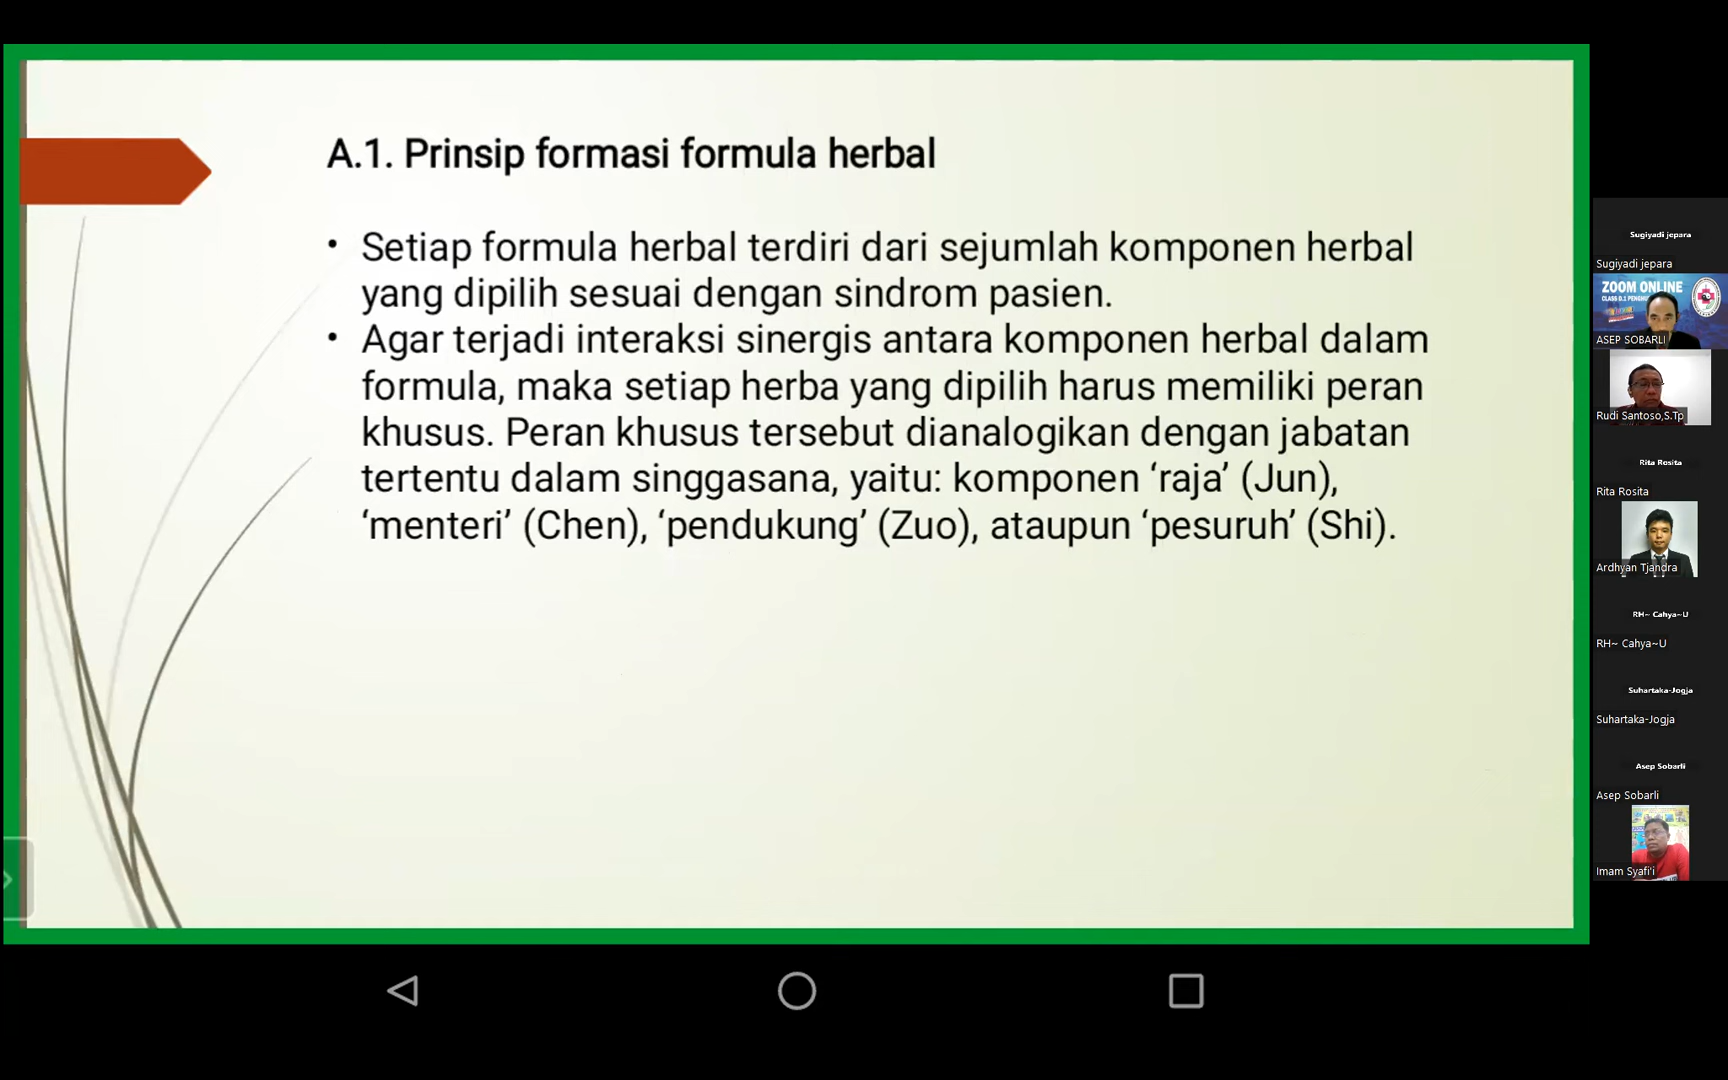 A.1. Prinsip formasi formula herbal
• Setiap formula herbal terdiri dari sejumlah komponen herbal
yang dipilih sesuai dengan sindrom pasien.
• Agar terjadi interaksi sinergis antara komponen herbal dalam
formula, maka setiap herba yang dipilih harus memiliki peran
khusus. Peran khusus tersebut dianalogikan dengan jabatan
tertentu dalam singgasana, yaitu: komponen ‘raja’ (Jun),
‘menteri’ (Chen), ‘pendukung’ (Zuo), ataupun ‘pesuruh’ (Shi).
Sugiyadi jepara
Sugiyadi jepara
ZOOM ONLINE
ASEP SOBARLI
Rudi Santoso,S.Tp
Rita Rosita
Rita Rosita
Ardhyan Tjandra
RH~ Cahya~U
RH~ Cahya~U
Suhartaka-Jogja
Suhartaka-Jogja
Asep Sobarli
Asep Sobarli
Imam Syafi'i